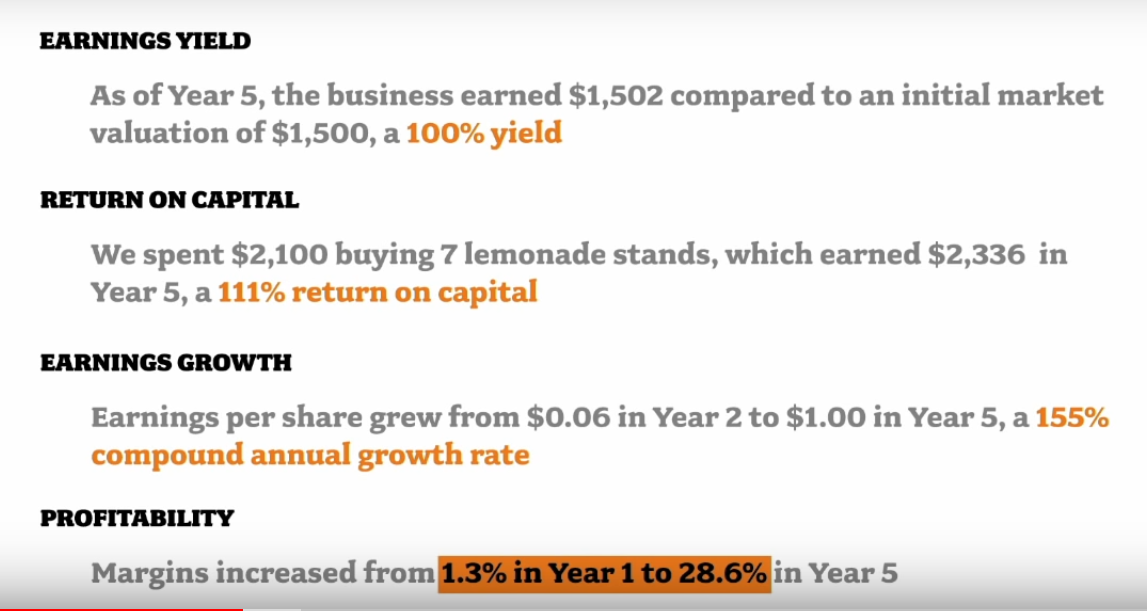 EARNINGS YIELD
As of Year 5, the business earned $1,502 compared to an initial market
valuation of $1,500, a 100% yield
RETURN ON CAPITAL
We spent $2,100 buying 7 lemonade stands, which earned $2,336 in
Year 5, a 111% return on capital
EARNINGS GROWTH
Earnings per share grew from $0.06 in Year 2 to $1.00 in Year 5, a 155%
compound annual growth rate
PROFITABILITY
Margins increased from 1.3% in Year 1 to 28.6% in Year 5